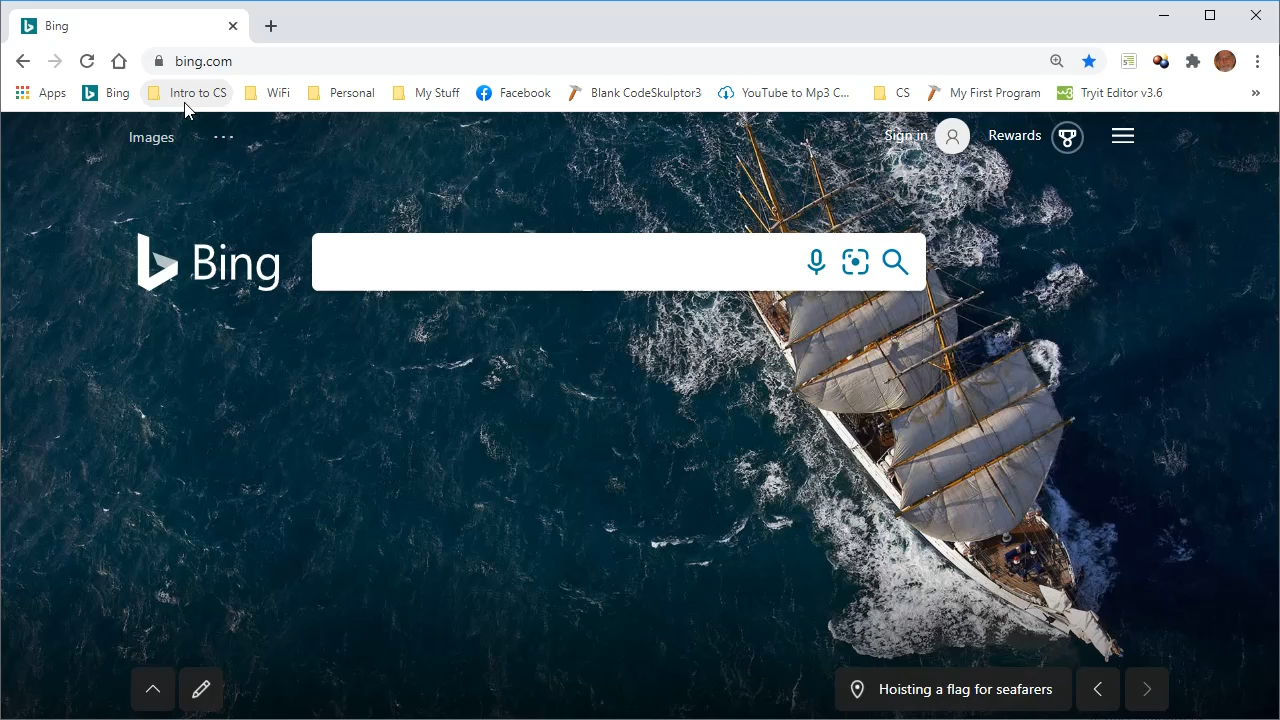 Bing
bing.com
Apps Bing Intro to CS WiFi Personal My Stuff Facebook Blank CodeSkulptor3 YouTube to Mp3 C... CS My First Program Tryit Editor v3.6 »
Images ... Sign in Rewards
Bing
Hoisting a flag for seafarers